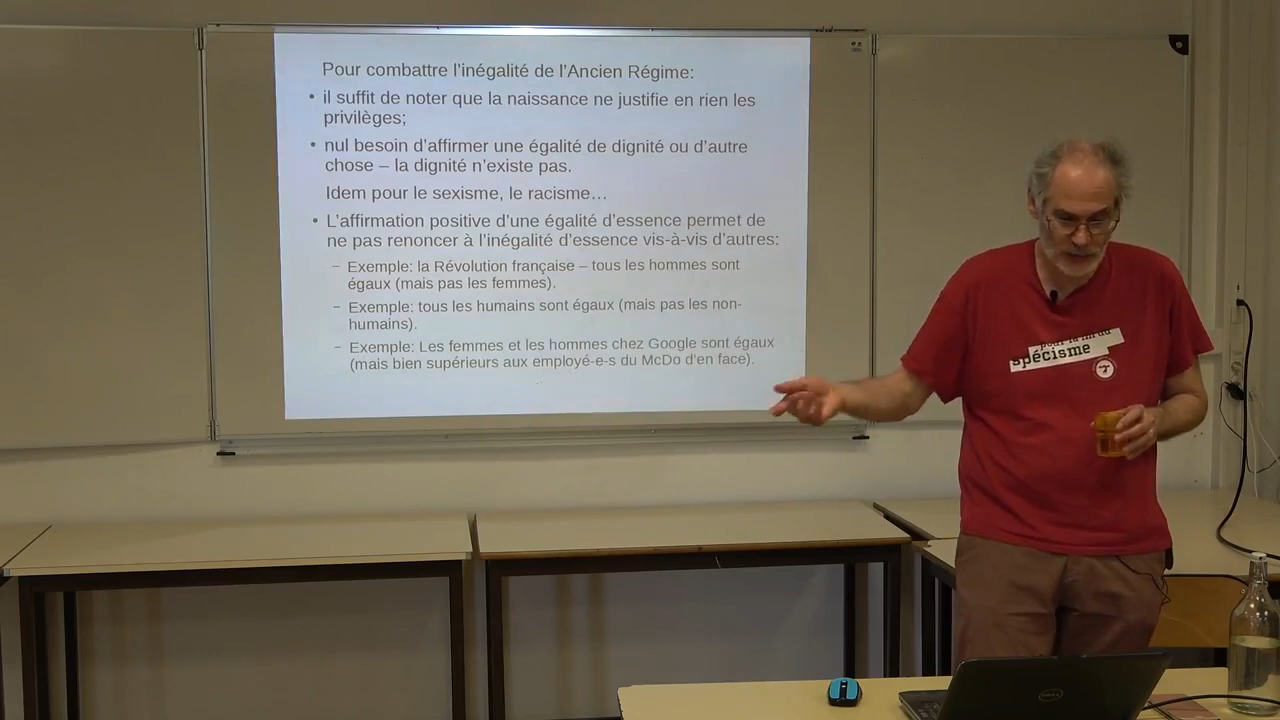 Pour combattre l’inégalité de l’Ancien Régime:
• il suffit de noter que la naissance ne justifie en rien les
privilèges;
• nul besoin d’affirmer une égalité de dignité ou d’autre
chose – la dignité n’existe pas.
Idem pour le sexisme, le racisme…
• L’affirmation positive d’une égalité d’essence permet de
ne pas renoncer à l’inégalité d’essence vis-à-vis d’autres:
– Exemple: la Révolution française – tous les hommes sont
égaux (mais pas les femmes).
– Exemple: tous les humains sont égaux (mais pas les non-
humains).
– Exemple: Les femmes et les hommes chez Google sont égaux
(mais bien supérieurs aux employé-e-s du McDo d’en face).
pour la fin du
spécisme
DELL